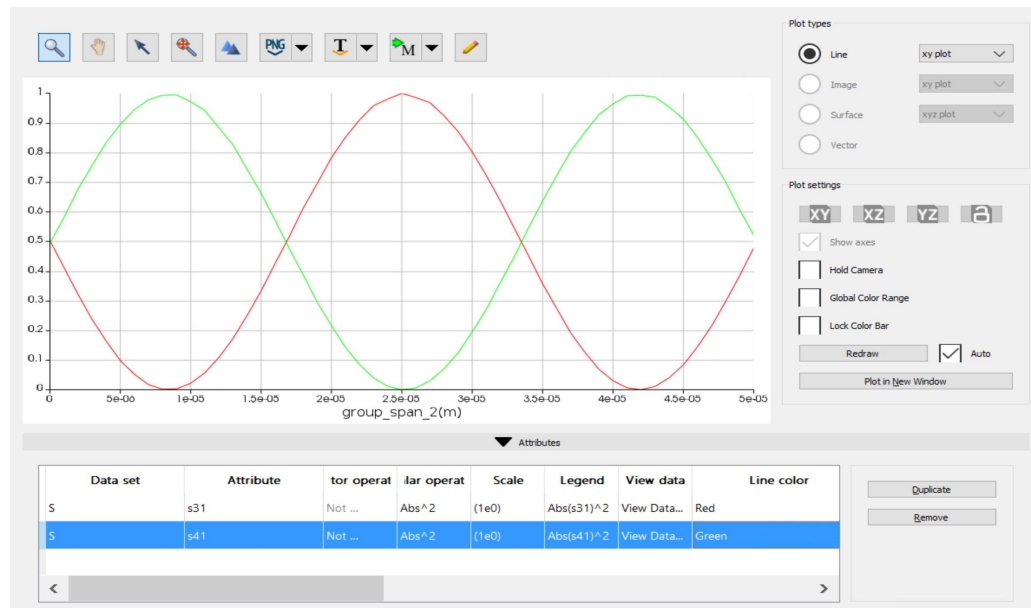 Plot types
PNG T M
Line xy plot
Image xy plot
Surface xyz plot
Vector
Plot settings
XY XZ YZ
Show axes
Hold Camera
Global Color Range
Lock Color Bar
Redraw Auto
Plot in New Window
1
0.9
0.8
0.7
0.6
0.5
0.4
0.3
0.2
0.1
0
0 5e-06 1e-05 1.5e-05 2e-05 2.5e-05 3e-05 3.5e-05 4e-05 4.5e-05 5e-05
group_span_2(m)
Attributes
Data set Attribute tor operat lar operat Scale Legend View data Line color
S s31 Not ... Abs^2 (1e0) Abs(s31)^2 View Data... Red
S s41 Not ... Abs^2 (1e0) Abs(s41)^2 View Data... Green
Duplicate
Remove